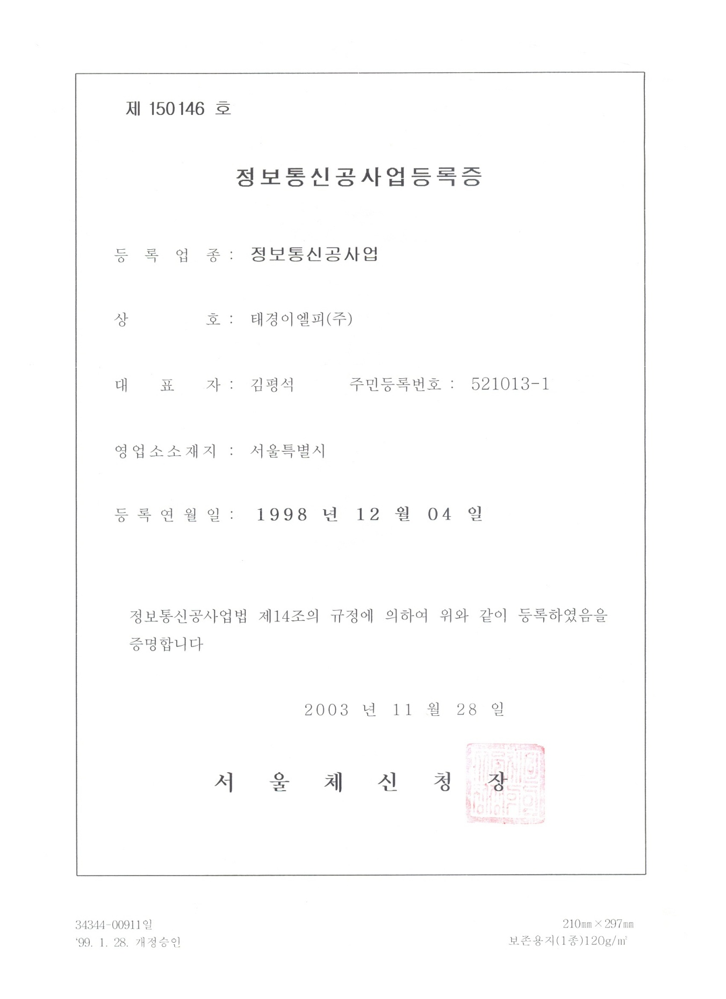 제 150146 호
정보통신공사업등록증
등 록 업 종 : 정보통신공사업
상 호 : 태경이엘피(주)
대 표 자 : 김평석 주민등록번호 : 521013-1
영업소소재지 : 서울특별시
등 록 연 월 일 : 1998 년 12 월 04 일
정보통신공사업법 제14조의 규정에 의하여 위와 같이 등록하였음을
증명합니다
2003 년 11 월 28 일
서 울 체 신 청 장
34344-00911일
'99. 1. 28. 개정승인
210㎜×297㎜
보존용지(1종)120g/㎡